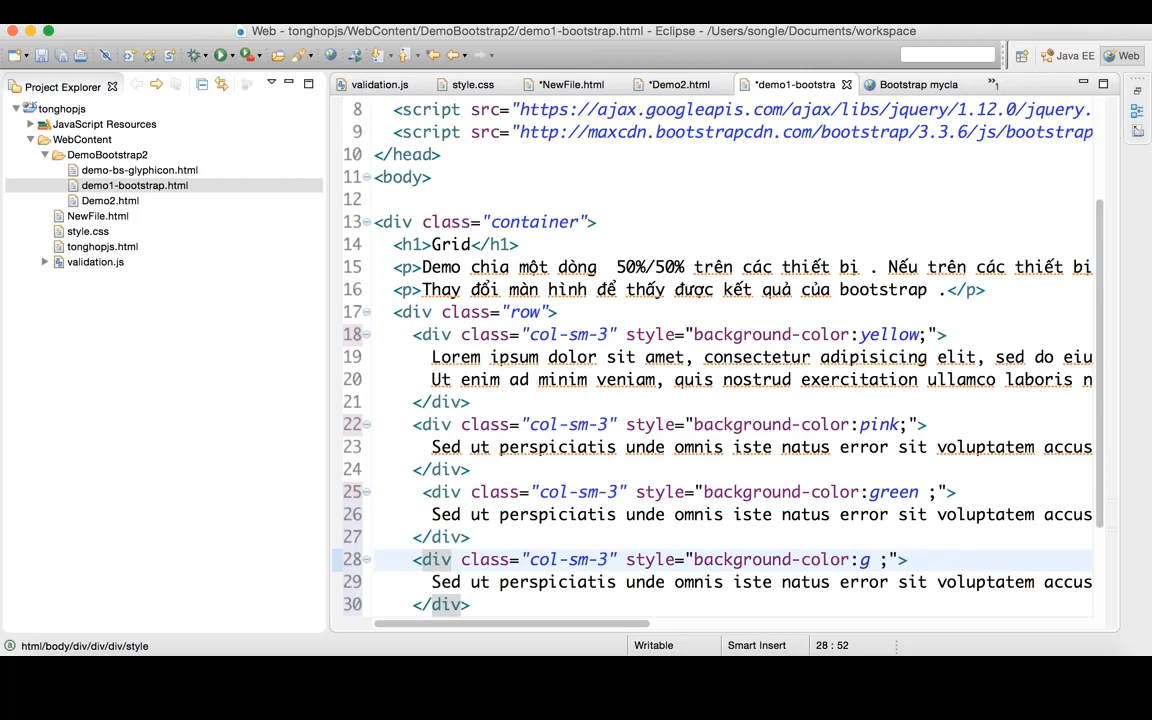 Web - tonghopjs/WebContent/DemoBootstrap2/demo1-bootstrap.html - Eclipse - /Users/songle/Documents/workspace
Java EE
Web
Project Explorer
validation.js
style.css
*NewFile.html
*Demo2.html
*demo1-bootstra
Bootstrap mycla
»1
tonghopjs
JavaScript Resources
WebContent
DemoBootstrap2
demo-bs-glyphicon.html
demo1-bootstrap.html
Demo2.html
NewFile.html
style.css
tonghopjs.html
validation.js
8 <script src="https://ajax.googleapis.com/ajax/libs/jquery/1.12.0/jquery.
9 <script src="http://maxcdn.bootstrapcdn.com/bootstrap/3.3.6/js/bootstrap
10 </head>
11 <body>
12
13 <div class="container">
14 <h1>Grid</h1>
15 <p>Demo chia một dòng  50%/50% trên các thiết bị . Nếu trên các thiết bị
16 <p>Thay đổi màn hình để thấy được kết quả của bootstrap .</p>
17 <div class="row">
18 <div class="col-sm-3" style="background-color:yellow;">
19 Lorem ipsum dolor sit amet, consectetur adipisicing elit, sed do eiu
20 Ut enim ad minim veniam, quis nostrud exercitation ullamco laboris n
21 </div>
22 <div class="col-sm-3" style="background-color:pink;">
23 Sed ut perspiciatis unde omnis iste natus error sit voluptatem accus
24 </div>
25 <div class="col-sm-3" style="background-color:green ;">
26 Sed ut perspiciatis unde omnis iste natus error sit voluptatem accus
27 </div>
28 <div class="col-sm-3" style="background-color:g ;">
29 Sed ut perspiciatis unde omnis iste natus error sit voluptatem accus
30 </div>
html/body/div/div/div/style
Writable
Smart Insert
28 : 52